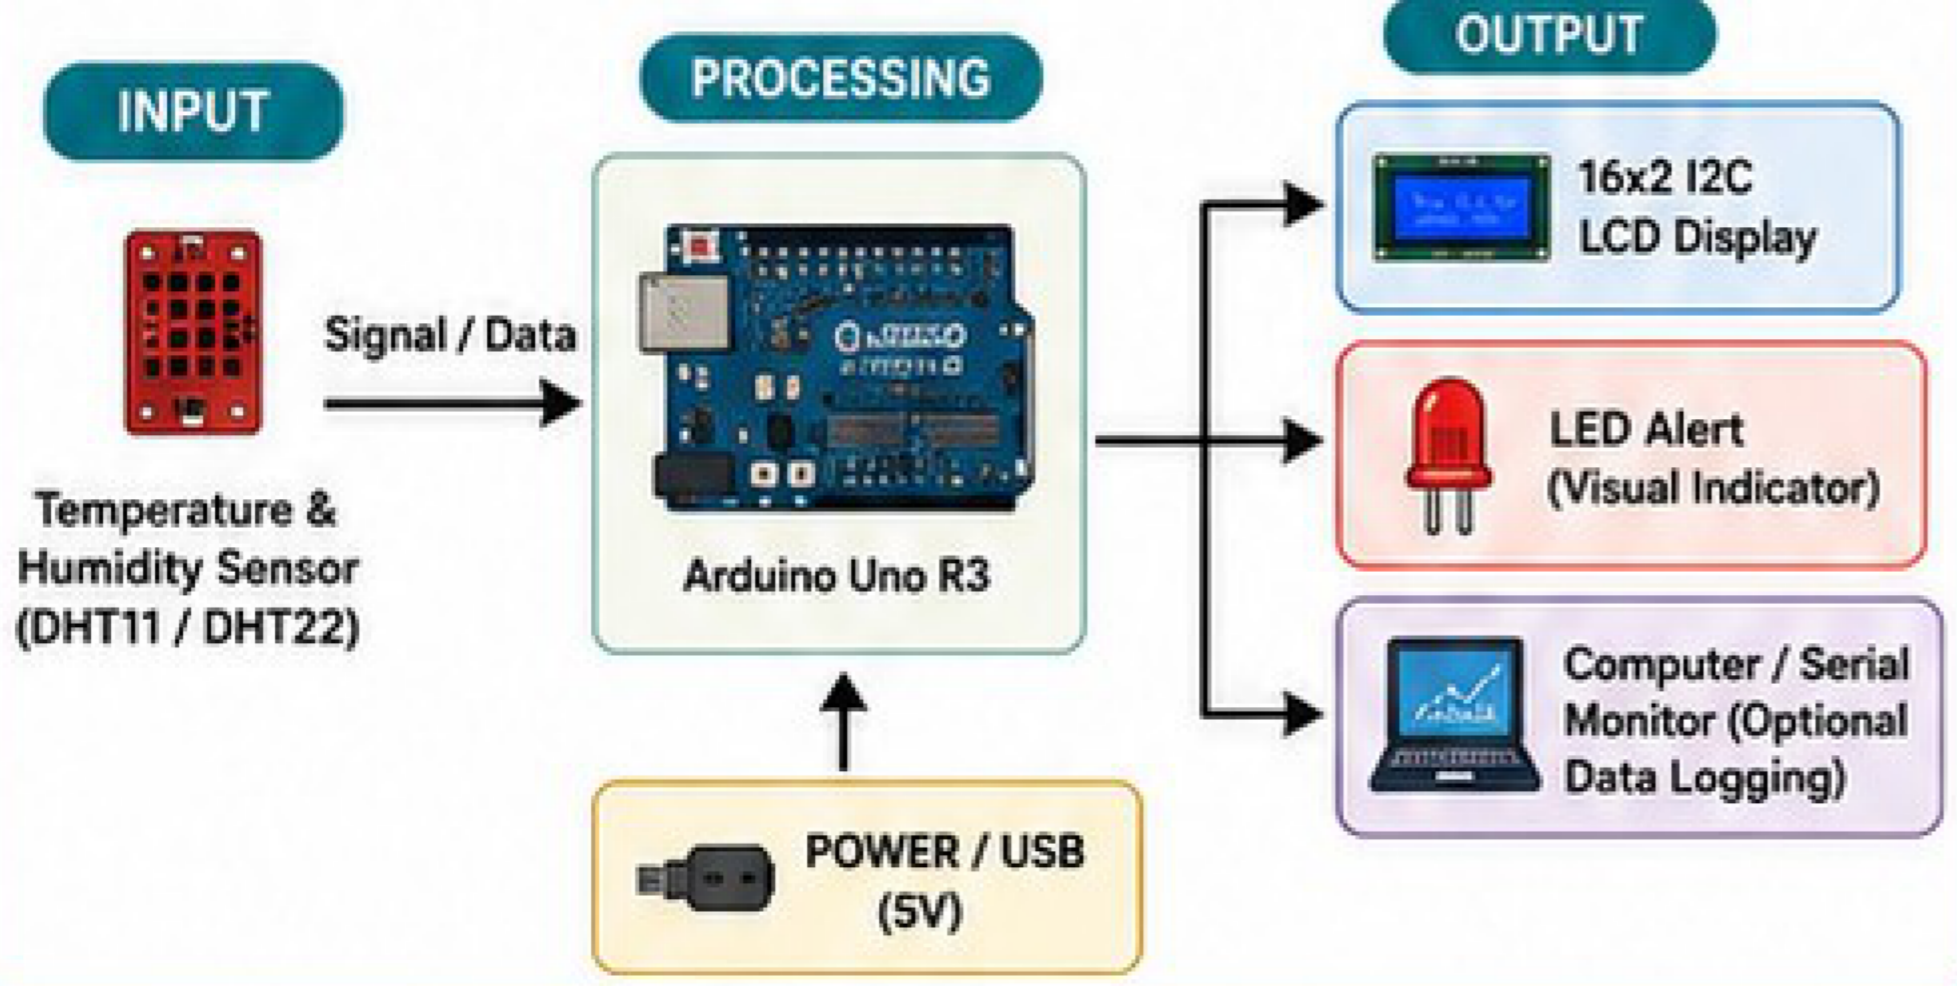 INPUT
Temperature &
Humidity Sensor
(DHT11 / DHT22)
Signal / Data
PROCESSING
Arduino Uno R3
POWER / USB
(5V)
OUTPUT
16x2 I2C
LCD Display
LED Alert
(Visual Indicator)
Computer / Serial
Monitor (Optional
Data Logging)